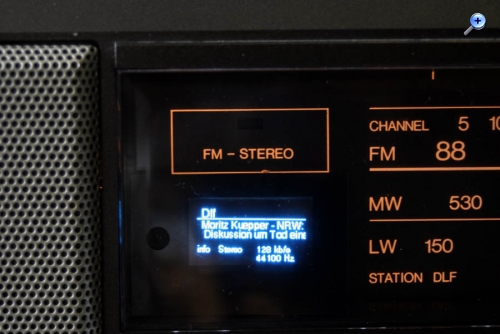 FM – STEREO
CHANNEL 5 10
FM 88
MW 530
LW 150
STATION DLF
Dlf
Moritz Kuepper - NRW:
Diskussion um Tod eine
info Stereo 128 kb/s
44100 Hz